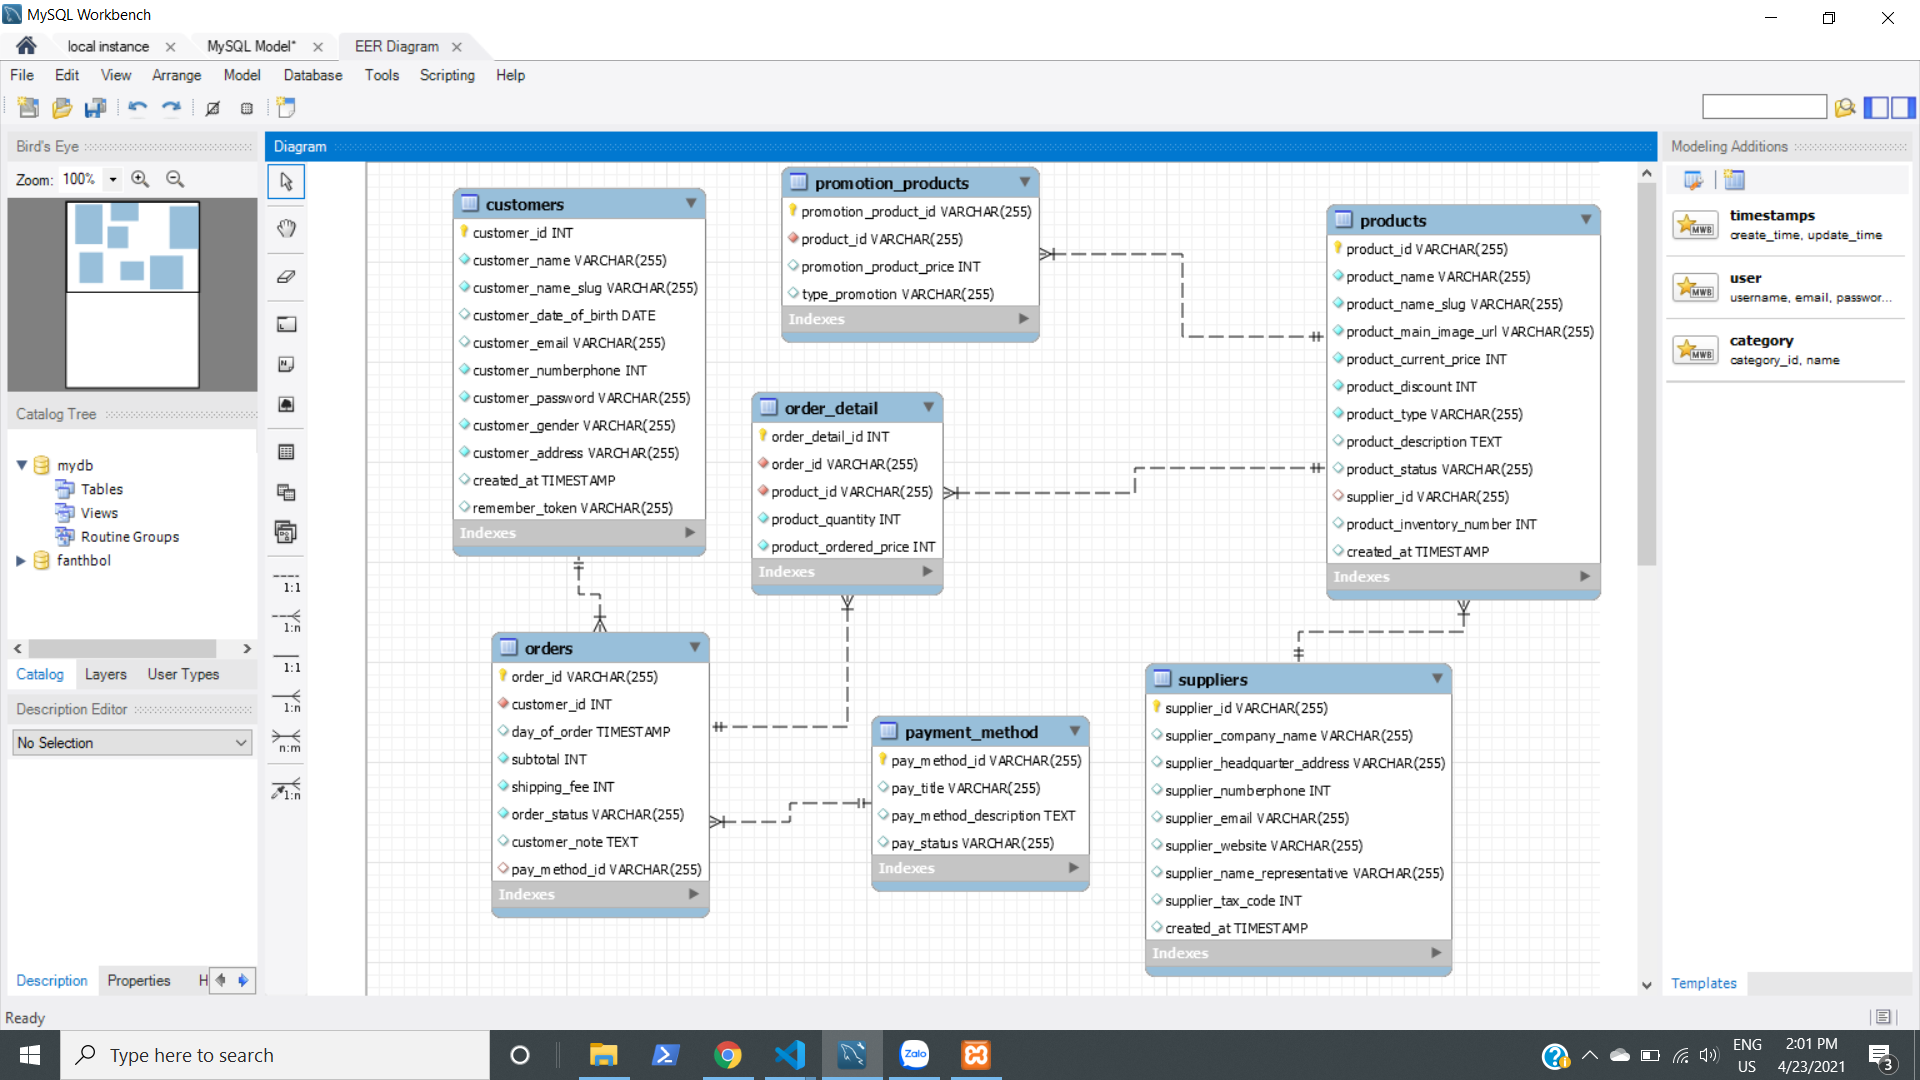 MySQL Workbench
local instance
MySQL Model*
EER Diagram
File Edit View Arrange Model Database Tools Scripting Help
Bird's Eye
Zoom: 100%
Catalog Tree
mydb
Tables
Views
Routine Groups
fanthbol
Catalog Layers User Types
Description Editor
No Selection
Description Properties H
Ready
Diagram
1:1
1:n
1:1
1:n
n:m
1:n
customers
customer_id INT
customer_name VARCHAR(255)
customer_name_slug VARCHAR(255)
customer_date_of_birth DATE
customer_email VARCHAR(255)
customer_numberphone INT
customer_password VARCHAR(255)
customer_gender VARCHAR(255)
customer_address VARCHAR(255)
created_at TIMESTAMP
remember_token VARCHAR(255)
Indexes
promotion_products
promotion_product_id VARCHAR(255)
product_id VARCHAR(255)
promotion_product_price INT
type_promotion VARCHAR(255)
Indexes
products
product_id VARCHAR(255)
product_name VARCHAR(255)
product_name_slug VARCHAR(255)
product_main_image_url VARCHAR(255)
product_current_price INT
product_discount INT
product_type VARCHAR(255)
product_description TEXT
product_status VARCHAR(255)
supplier_id VARCHAR(255)
product_inventory_number INT
created_at TIMESTAMP
Indexes
order_detail
order_detail_id INT
order_id VARCHAR(255)
product_id VARCHAR(255)
product_quantity INT
product_ordered_price INT
Indexes
orders
order_id VARCHAR(255)
customer_id INT
day_of_order TIMESTAMP
subtotal INT
shipping_fee INT
order_status VARCHAR(255)
customer_note TEXT
pay_method_id VARCHAR(255)
Indexes
payment_method
pay_method_id VARCHAR(255)
pay_title VARCHAR(255)
pay_method_description TEXT
pay_status VARCHAR(255)
Indexes
suppliers
supplier_id VARCHAR(255)
supplier_company_name VARCHAR(255)
supplier_headquarter_address VARCHAR(255)
supplier_numberphone INT
supplier_email VARCHAR(255)
supplier_website VARCHAR(255)
supplier_name_representative VARCHAR(255)
supplier_tax_code INT
created_at TIMESTAMP
Indexes
Modeling Additions
MWB
timestamps
create_time, update_time
MWB
user
username, email, passwor...
MWB
category
category_id, name
Templates
Type here to search
Zalo
ENG
US
2:01 PM
4/23/2021
3